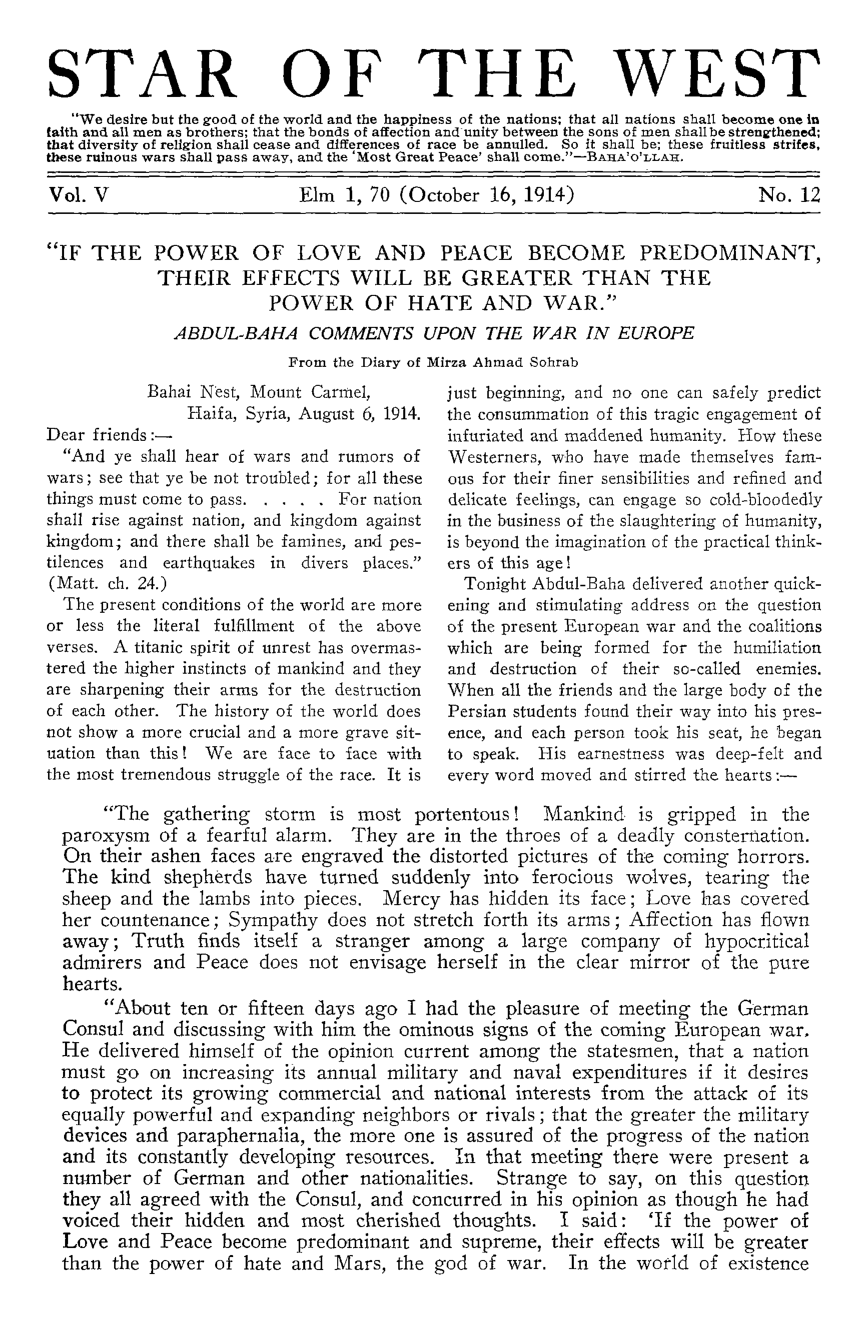 STAR OF THE WEST
"We desire but the good of the world and the happiness of the nations; that all nations shall become one in
faith and all men as brothers; that the bonds of affection and unity between the sons of men shall be strengthened;
that diversity of religion shall cease and differences of race be annulled. So it shall be; these fruitless strifes,
these ruinous wars shall pass away, and the 'Most Great Peace' shall come."—BAHA'O'LLAH.
Vol. V Elm 1, 70 (October 16, 1914) No. 12
"IF THE POWER OF LOVE AND PEACE BECOME PREDOMINANT,
THEIR EFFECTS WILL BE GREATER THAN THE
POWER OF HATE AND WAR."
ABDUL-BAHA COMMENTS UPON THE WAR IN EUROPE
From the Diary of Mirza Ahmad Sohrab
Bahai Nest, Mount Carmel,
Haifa, Syria, August 6, 1914.
Dear friends:—
"And ye shall hear of wars and rumors of
wars; see that ye be not troubled; for all these
things must come to pass. . . . . For nation
shall rise against nation, and kingdom against
kingdom; and there shall be famines, and pes-
tilences and earthquakes in divers places."
(Matt. ch. 24.)
The present conditions of the world are more
or less the literal fulfillment of the above
verses. A titanic spirit of unrest has overmas-
tered the higher instincts of mankind and they
are sharpening their arms for the destruction
of each other. The history of the world does
not show a more crucial and a more grave sit-
uation than this! We are face to face with
the most tremendous struggle of the race. It is
just beginning, and no one can safely predict
the consummation of this tragic engagement of
infuriated and maddened humanity. How these
Westerners, who have made themselves fam-
ous for their finer sensibilities and refined and
delicate feelings, can engage so cold-bloodedly
in the business of the slaughtering of humanity,
is beyond the imagination of the practical think-
ers of this age!
Tonight Abdul-Baha delivered another quick-
ening and stimulating address on the question
of the present European war and the coalitions
which are being formed for the humiliation
and destruction of their so-called enemies.
When all the friends and the large body of the
Persian students found their way into his pres-
ence, and each person took his seat, he began
to speak. His earnestness was deep-felt and
every word moved and stirred the hearts:—
"The gathering storm is most portentous! Mankind is gripped in the
paroxysm of a fearful alarm. They are in the throes of a deadly consternation.
On their ashen faces are engraved the distorted pictures of the coming horrors.
The kind shepherds have turned suddenly into ferocious wolves, tearing the
sheep and the lambs into pieces. Mercy has hidden its face; Love has covered
her countenance; Sympathy does not stretch forth its arms; Affection has flown
away; Truth finds itself a stranger among a large company of hypocritical
admirers and Peace does not envisage herself in the clear mirror of the pure
hearts.
"About ten or fifteen days ago I had the pleasure of meeting the German
Consul and discussing with him the ominous signs of the coming European war.
He delivered himself of the opinion current among the statesmen, that a nation
must go on increasing its annual military and naval expenditures if it desires
to protect its growing commercial and national interests from the attack of its
equally powerful and expanding neighbors or rivals; that the greater the military
devices and paraphernalia, the more one is assured of the progress of the nation
and its constantly developing resources. In that meeting there were present a
number of German and other nationalities. Strange to say, on this question
they all agreed with the Consul, and concurred in his opinion as though he had
voiced their hidden and most cherished thoughts. I said: 'If the power of
Love and Peace become predominant and supreme, their effects will be greater
than the power of hate and Mars, the god of war. In the world of existence